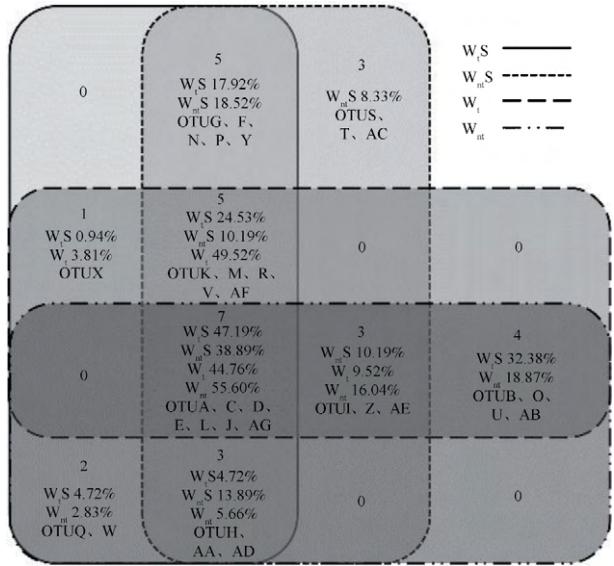 0
5
WtS 17.92%
WntS 18.52%
OTUG、F、
N、P、Y
3
WntS 8.33%
OTUS、
T、AC
WtS
WntS
Wt
Wnt
1
WtS 0.94%
Wt 3.81%
OTUX
5
WtS 24.53%
WntS 10.19%
Wt 49.52%
OTUK、M、R、
V、AF
0
0
0
7
WtS 47.19%
WntS 38.89%
Wt 44.76%
Wnt 55.60%
OTUA、C、D、
E、L、J、AG
3
WntS 10.19%
Wt 9.52%
Wnt 16.04%
OTUI、Z、AE
4
WtS 32.38%
Wnt 18.87%
OTUB、O、
U、AB
2
WtS 4.72%
Wnt 2.83%
OTUQ、W
3
WtS4.72%
WntS 13.89%
Wnt 5.66%
OTUH、
AA、AD
0
0